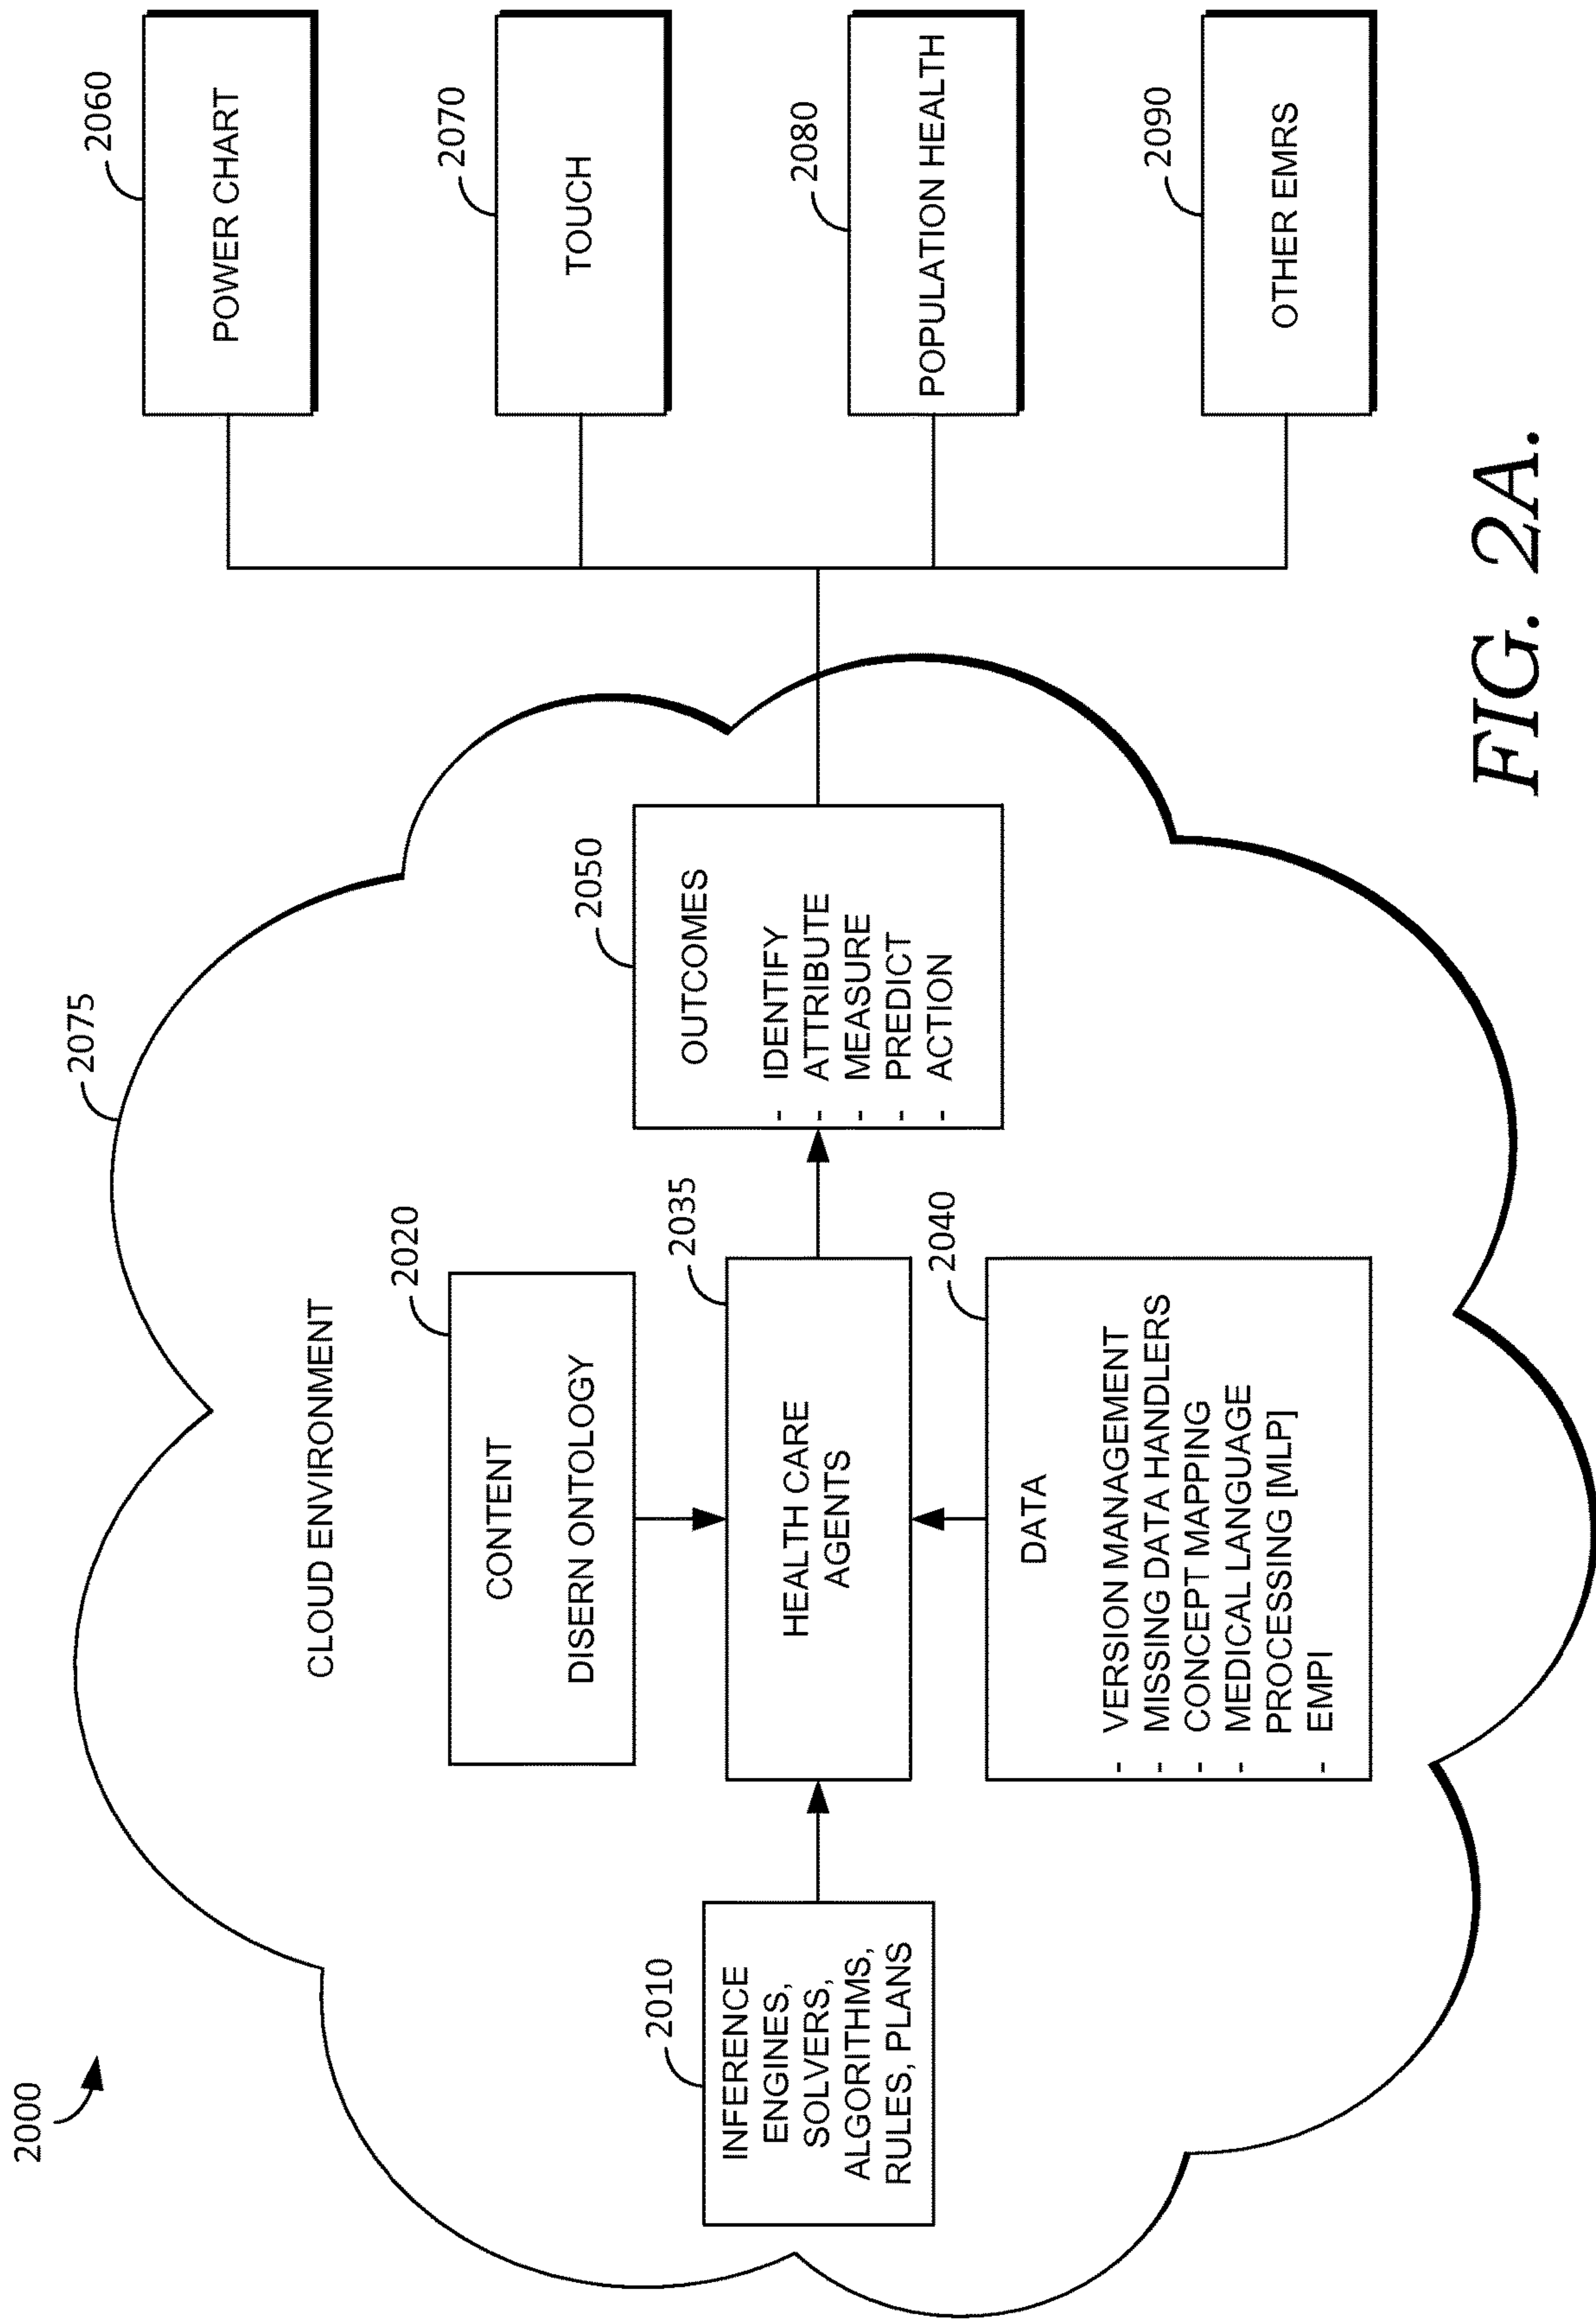 2000
2075
CLOUD ENVIRONMENT
2010
INFERENCE
ENGINES,
SOLVERS,
ALGORITHMS,
RULES, PLANS
2020
CONTENT
DISERN ONTOLOGY
2035
HEALTH CARE
AGENTS
2040
DATA
- VERSION MANAGEMENT
- MISSING DATA HANDLERS
- CONCEPT MAPPING
- MEDICAL LANGUAGE
PROCESSING [MLP]
- EMPI
2050
OUTCOMES
- IDENTIFY
- ATTRIBUTE
- MEASURE
- PREDICT
- ACTION
2060
POWER CHART
2070
TOUCH
2080
POPULATION HEALTH
2090
OTHER EMRS
FIG. 2A.